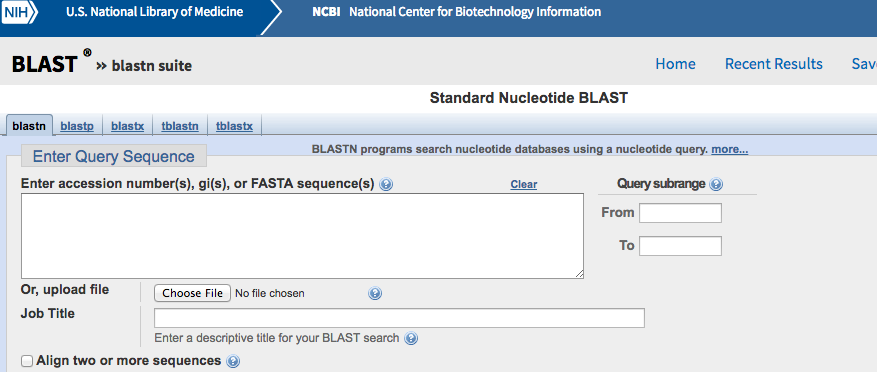 NIH U.S. National Library of Medicine NCBI National Center for Biotechnology Information
BLAST ® » blastn suite Home Recent Results Sav
Standard Nucleotide BLAST
blastn blastp blastx tblastn tblastx
BLASTN programs search nucleotide databases using a nucleotide query. more...
Enter Query Sequence
Enter accession number(s), gi(s), or FASTA sequence(s) ? Clear Query subrange ?
From
To
Or, upload file Choose File No file chosen ?
Job Title
Enter a descriptive title for your BLAST search ?
Align two or more sequences ?